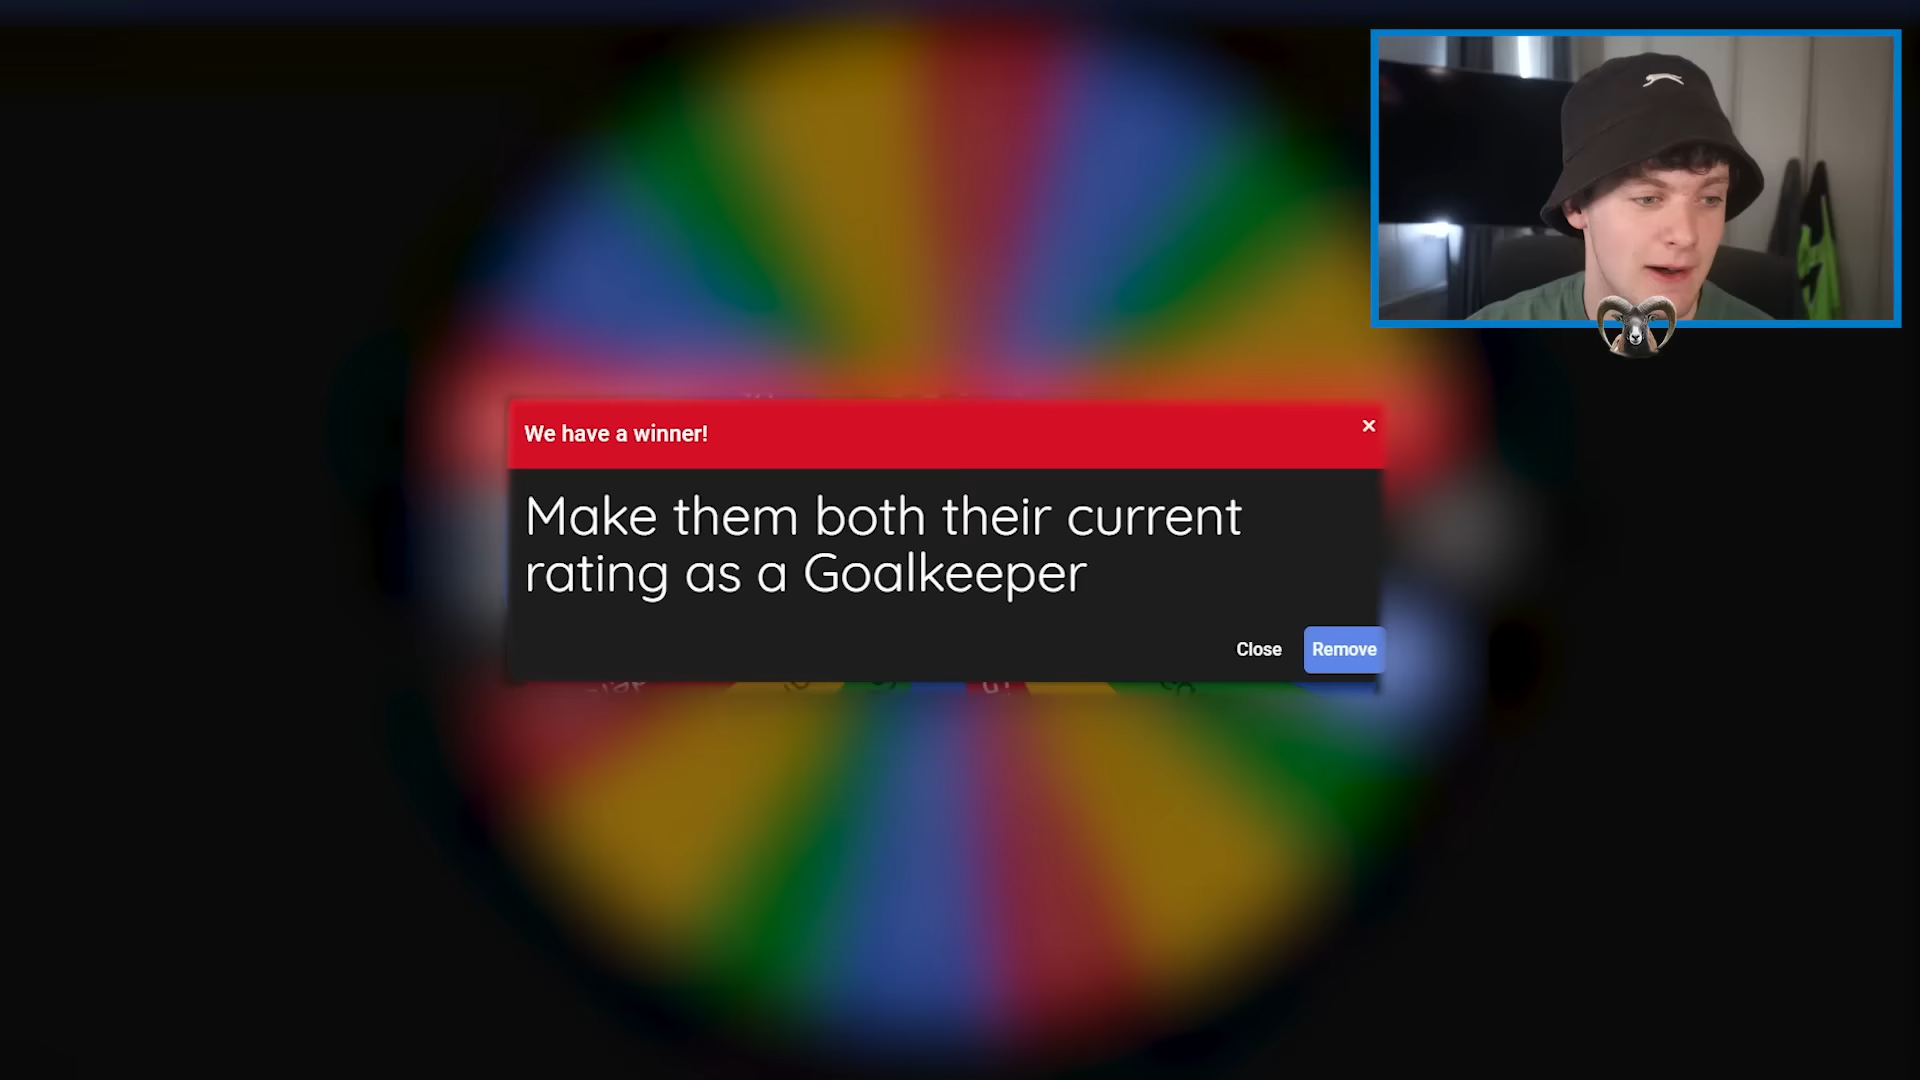 We have a winner!
×
Make them both their current
rating as a Goalkeeper
Close
Remove